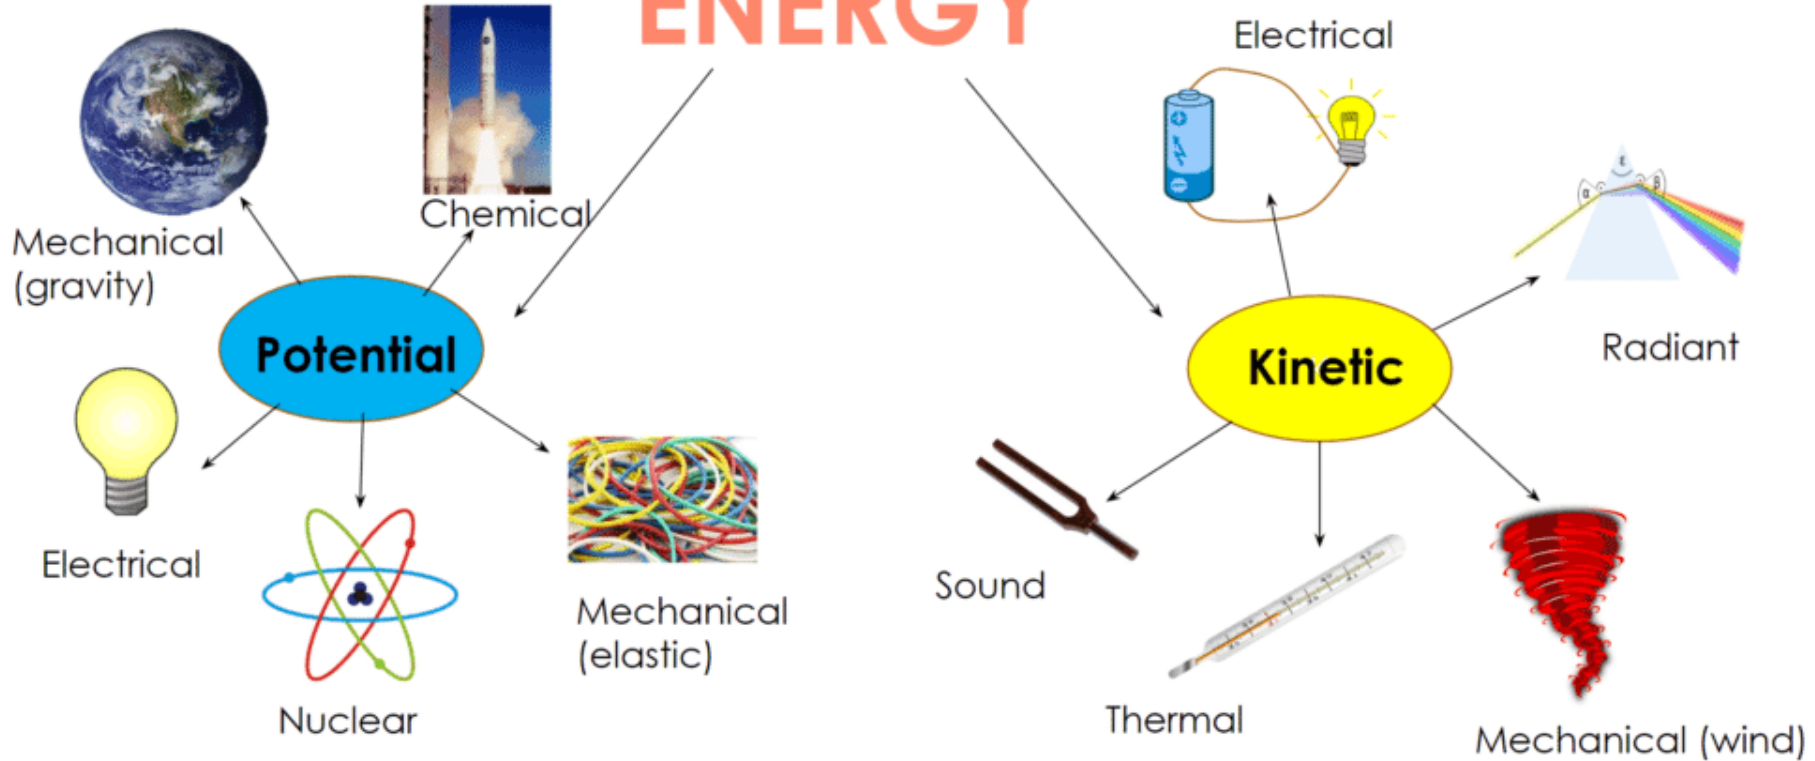 ENERGY
Electrical
Chemical
Mechanical
(gravity)
Potential
Kinetic
Radiant
α
ε
β
Electrical
Mechanical
(elastic)
Nuclear
Sound
Thermal
Mechanical (wind)